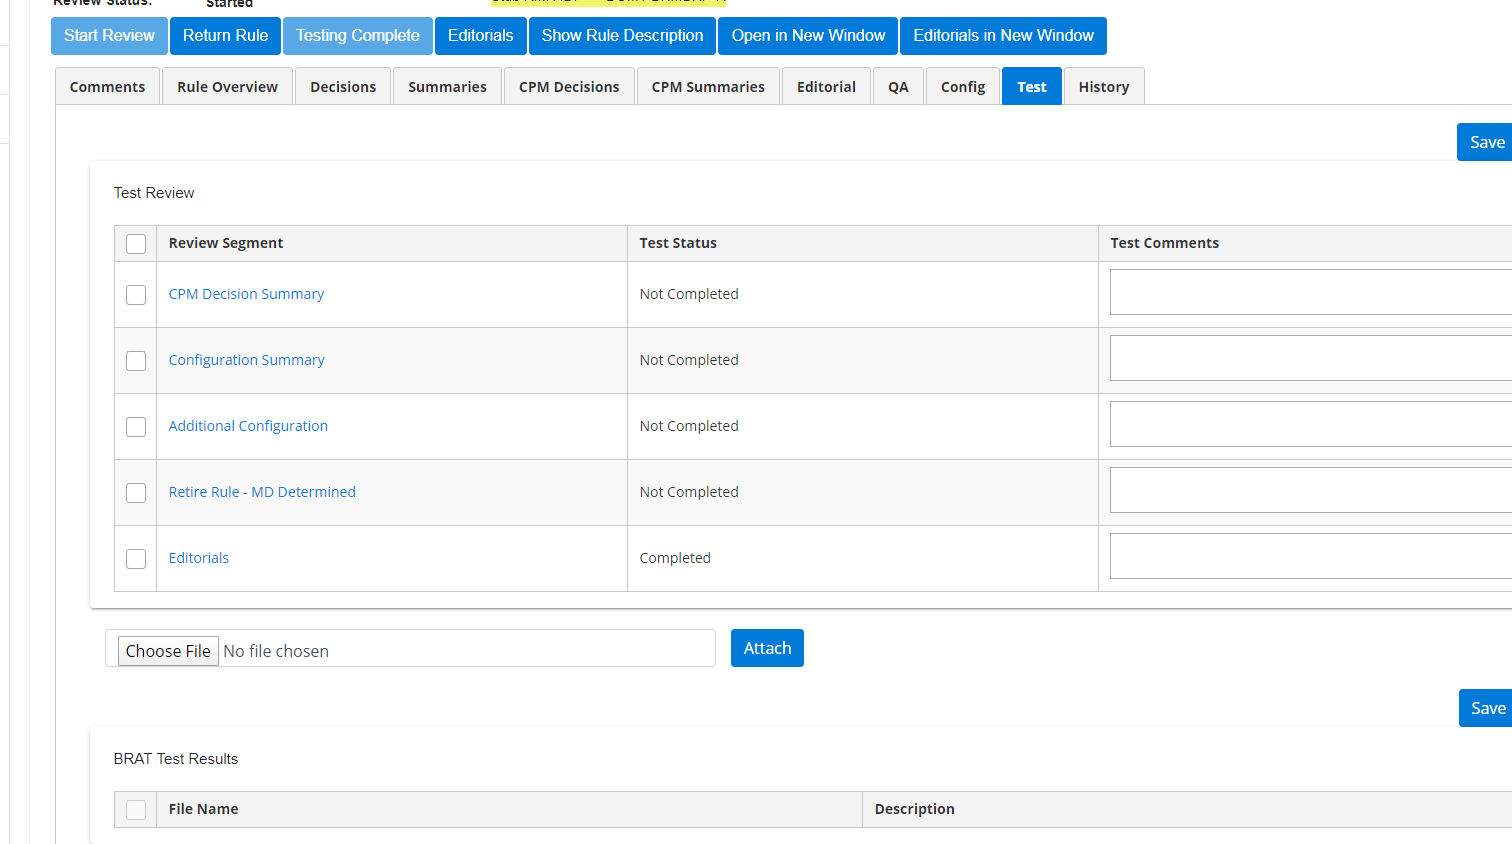 Review Status: Started
Start Review Return Rule Testing Complete Editorials Show Rule Description Open in New Window Editorials in New Window
Comments Rule Overview Decisions Summaries CPM Decisions CPM Summaries Editorial QA Config Test History
Save
Test Review
Review Segment Test Status Test Comments
CPM Decision Summary Not Completed
Configuration Summary Not Completed
Additional Configuration Not Completed
Retire Rule - MD Determined Not Completed
Editorials Completed
Choose File No file chosen Attach
Save
BRAT Test Results
File Name Description